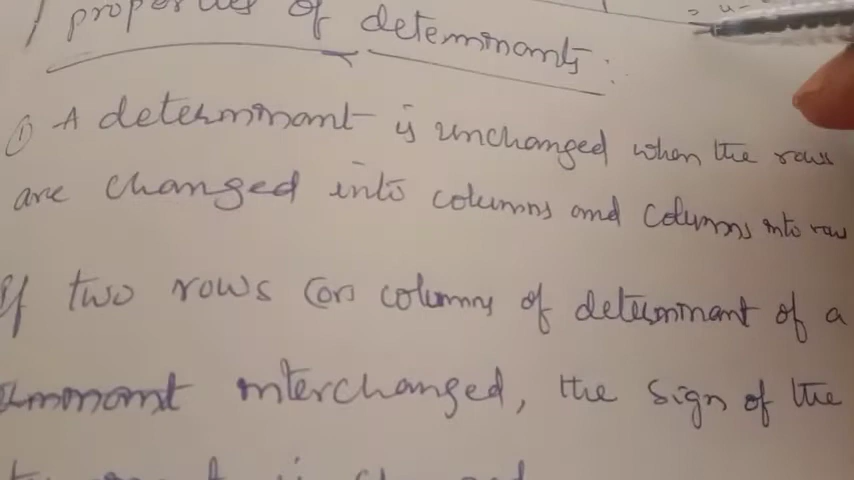 properties of determinants:
① A determinant is unchanged when the rows
are changed into columns and columns into row
If two rows (or) columns of determinant of a
interchanged, the sign of the